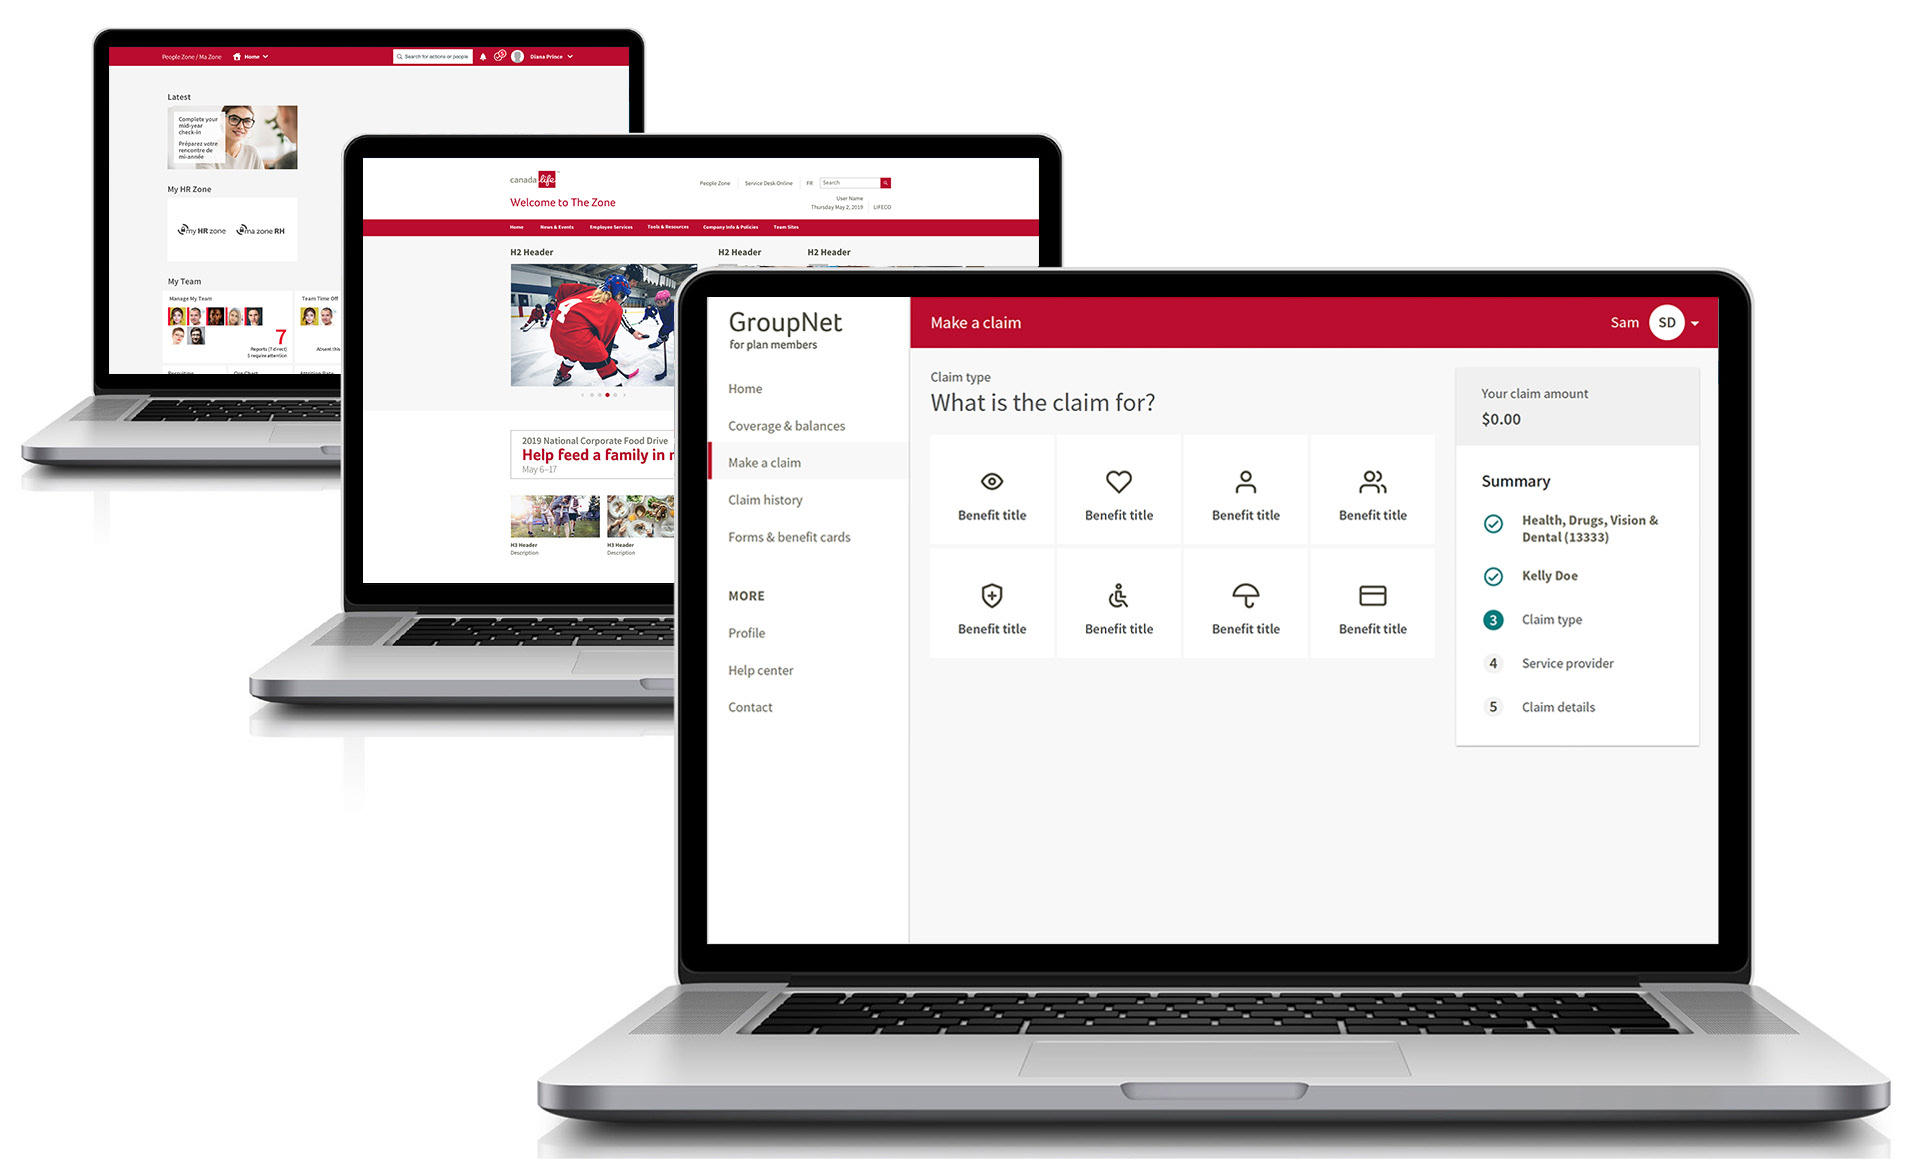 People Zone / Ma Zone
Home
Search for actions or people
Diana Prince
Latest
Complete your
mid-year
check-in
Préparez votre
rencontre de
mi-année
My HR Zone
my HR zone
ma zone RH
My Team
Manage My Team
7
Reports (7 direct)
5 require attention
Team Time Off
Absent this
Recruiting
Org Chart
Attrition Rate
canada life
Welcome to The Zone
People Zone
Service Desk Online
FR
Search
User Name
Thursday May 2, 2019
LIFECO
Home
News & Events
Employee Services
Tools & Resources
Company Info & Policies
Team Sites
H2 Header
H2 Header
H2 Header
2019 National Corporate Food Drive
Help feed a family in
May 6–17
H3 Header
Description
H3 Header
Description
GroupNet
for plan members
Home
Coverage & balances
Make a claim
Claim history
Forms & benefit cards
MORE
Profile
Help center
Contact
Make a claim
Sam
SD
Claim type
What is the claim for?
Benefit title
Benefit title
Benefit title
Benefit title
Benefit title
Benefit title
Benefit title
Benefit title
Your claim amount
$0.00
Summary
Health, Drugs, Vision &
Dental (13333)
Kelly Doe
3 Claim type
4 Service provider
5 Claim details